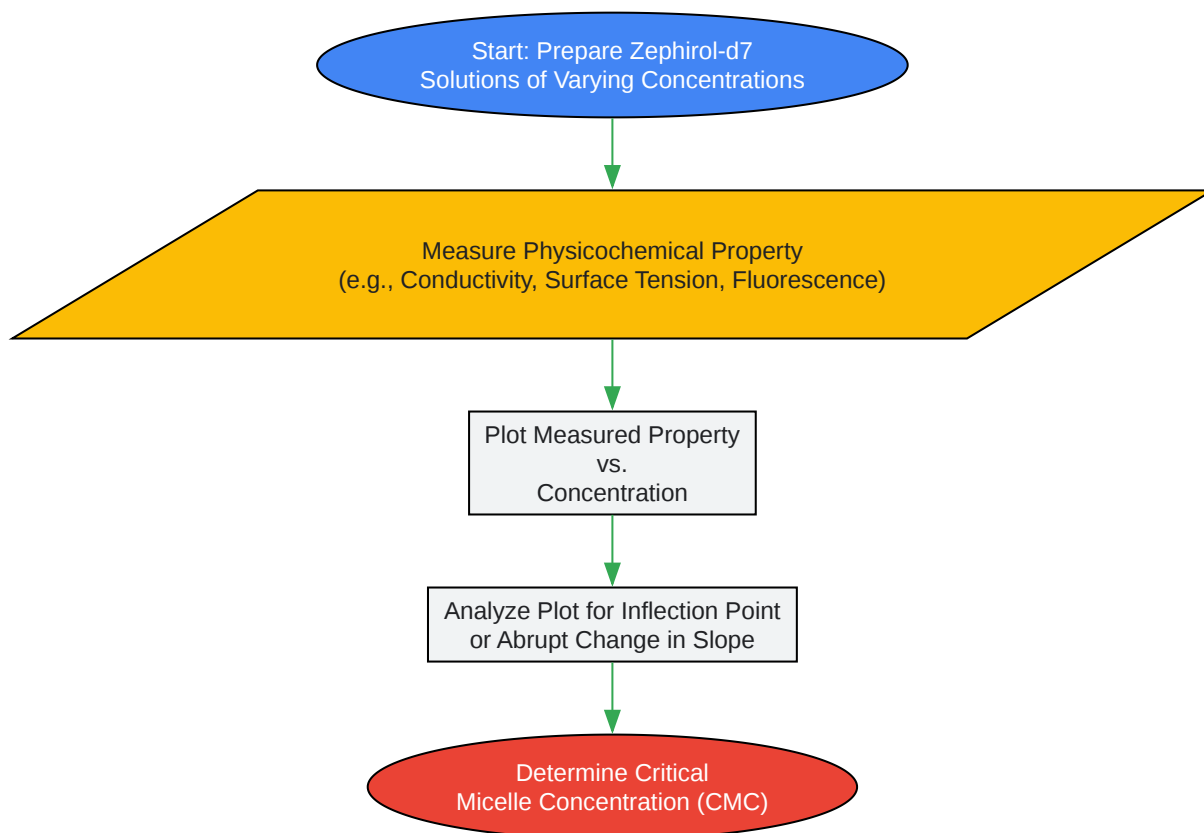 Start: Prepare Zephirol-d7
Solutions of Varying Concentrations
Measure Physicochemical Property
(e.g., Conductivity, Surface Tension, Fluorescence)
Plot Measured Property
vs.
Concentration
Analyze Plot for Inflection Point
or Abrupt Change in Slope
Determine Critical
Micelle Concentration (CMC)